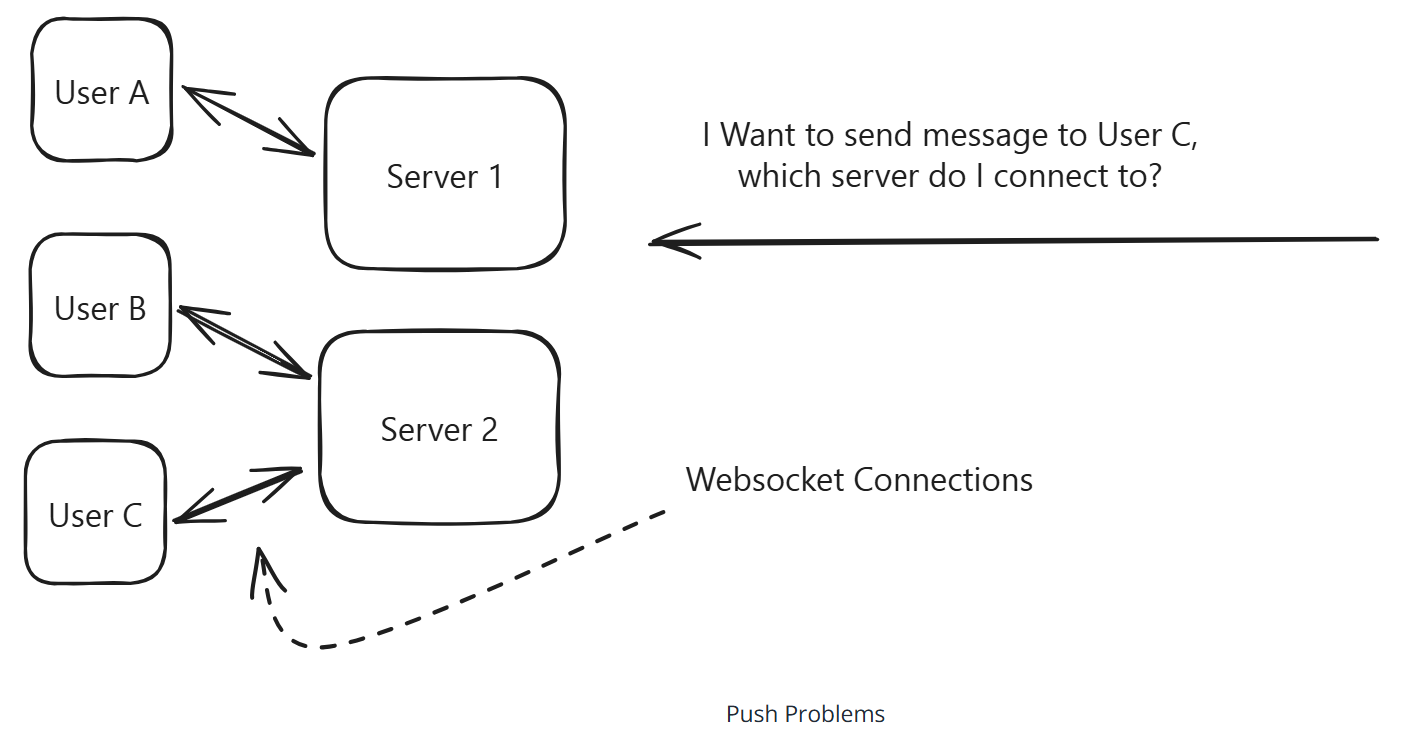 User A
Server 1
I Want to send message to User C,
which server do I connect to?
User B
Server 2
User C
Websocket Connections
Push Problems